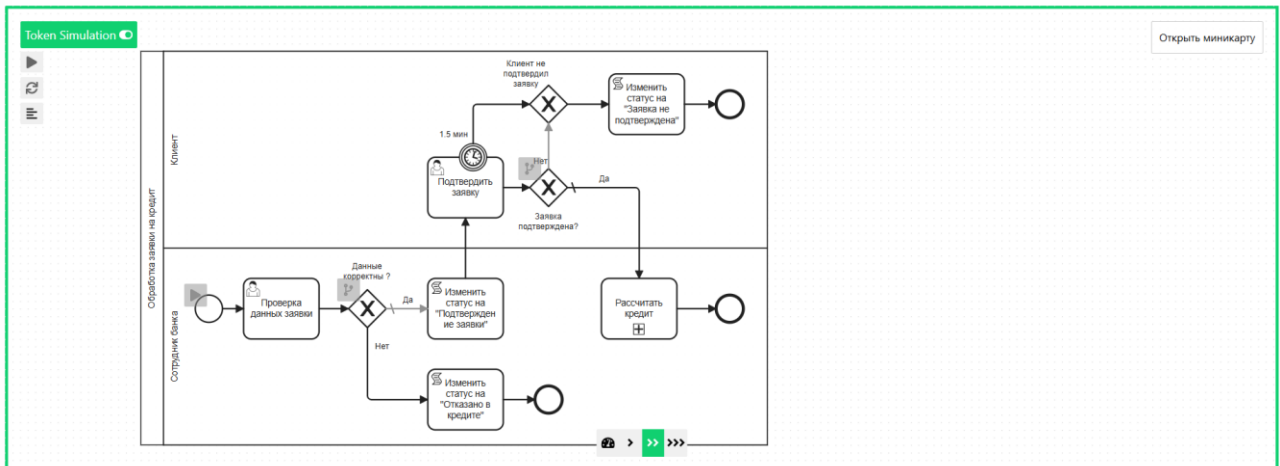 Token Simulation
Открыть миникарту
Обработка заявки на кредит
Клиент
Клиент не
подтвердил
заявку
Изменить
статус на
"Заявка не
подтверждена"
1.5 мин
Подтвердить
заявку
Нет
Да
Заявка
подтверждена?
Сотрудник банка
Проверка
данных заявки
Данные
корректны ?
Да
Нет
Изменить
статус на
"Подтвержден
ие заявки"
Рассчитать
кредит
Изменить
статус на
"Отказано в
кредите"